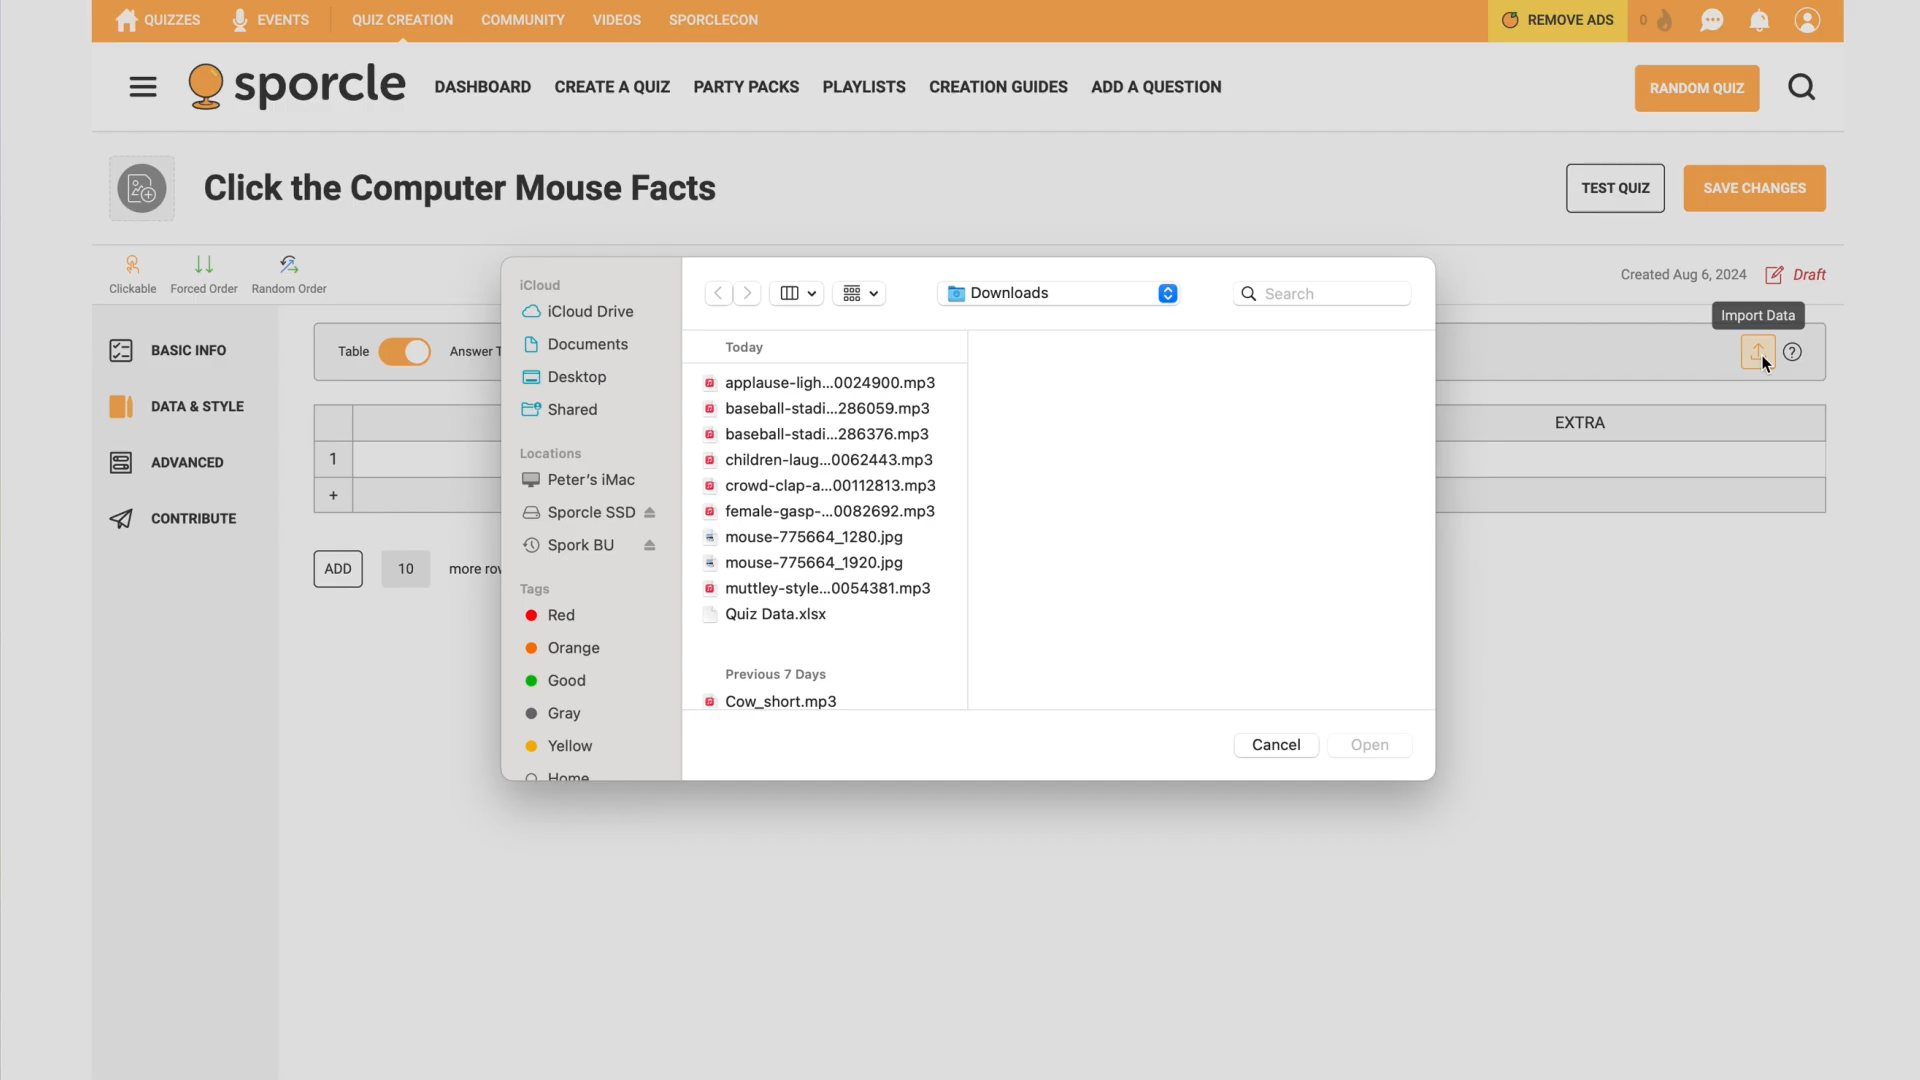 QUIZZES EVENTS QUIZ CREATION COMMUNITY VIDEOS SPORCLECON REMOVE ADS 0
sporcle DASHBOARD CREATE A QUIZ PARTY PACKS PLAYLISTS CREATION GUIDES ADD A QUESTION RANDOM QUIZ
Click the Computer Mouse Facts TEST QUIZ SAVE CHANGES
Clickable Forced Order Random Order Created Aug 6, 2024 Draft
Import Data
BASIC INFO
DATA & STYLE
ADVANCED
CONTRIBUTE
Table Answer T
EXTRA
1
+
ADD 10 more rov
iCloud
iCloud Drive
Documents
Desktop
Shared
Locations
Peter's iMac
Sporcle SSD
Spork BU
Tags
Red
Orange
Good
Gray
Yellow
Home
Downloads Search
Today
applause-ligh...0024900.mp3
baseball-stadi...286059.mp3
baseball-stadi...286376.mp3
children-laug...0062443.mp3
crowd-clap-a...00112813.mp3
female-gasp-...0082692.mp3
mouse-775664_1280.jpg
mouse-775664_1920.jpg
muttley-style...0054381.mp3
Quiz Data.xlsx
Previous 7 Days
Cow_short.mp3
Cancel Open